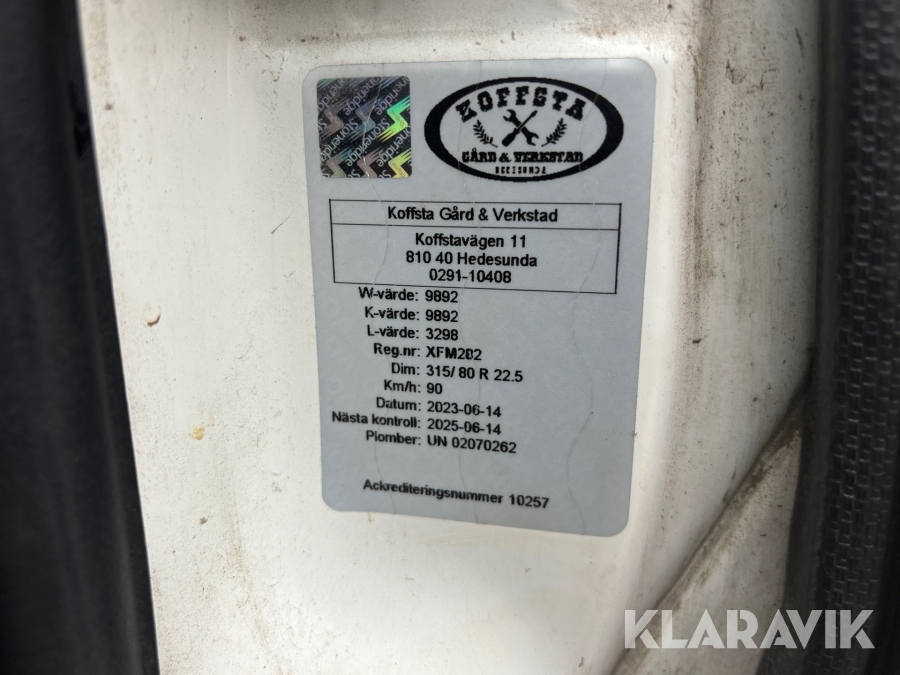 Stoneridge
KOFFSTA
GÅRD & VERKSTAD
HEDESUNDA
Koffsta Gård & Verkstad
Koffstavägen 11
810 40 Hedesunda
0291-10408
W-värde: 9892
K-värde: 9892
L-värde: 3298
Reg.nr: XFM282
Dim: 315/ 80 R 22.5
Km/h: 90
Datum: 2023-06-14
Nästa kontroll: 2025-06-14
Plomber: UN 02070262
Ackrediteringsnummer 10257
KLARAVIK